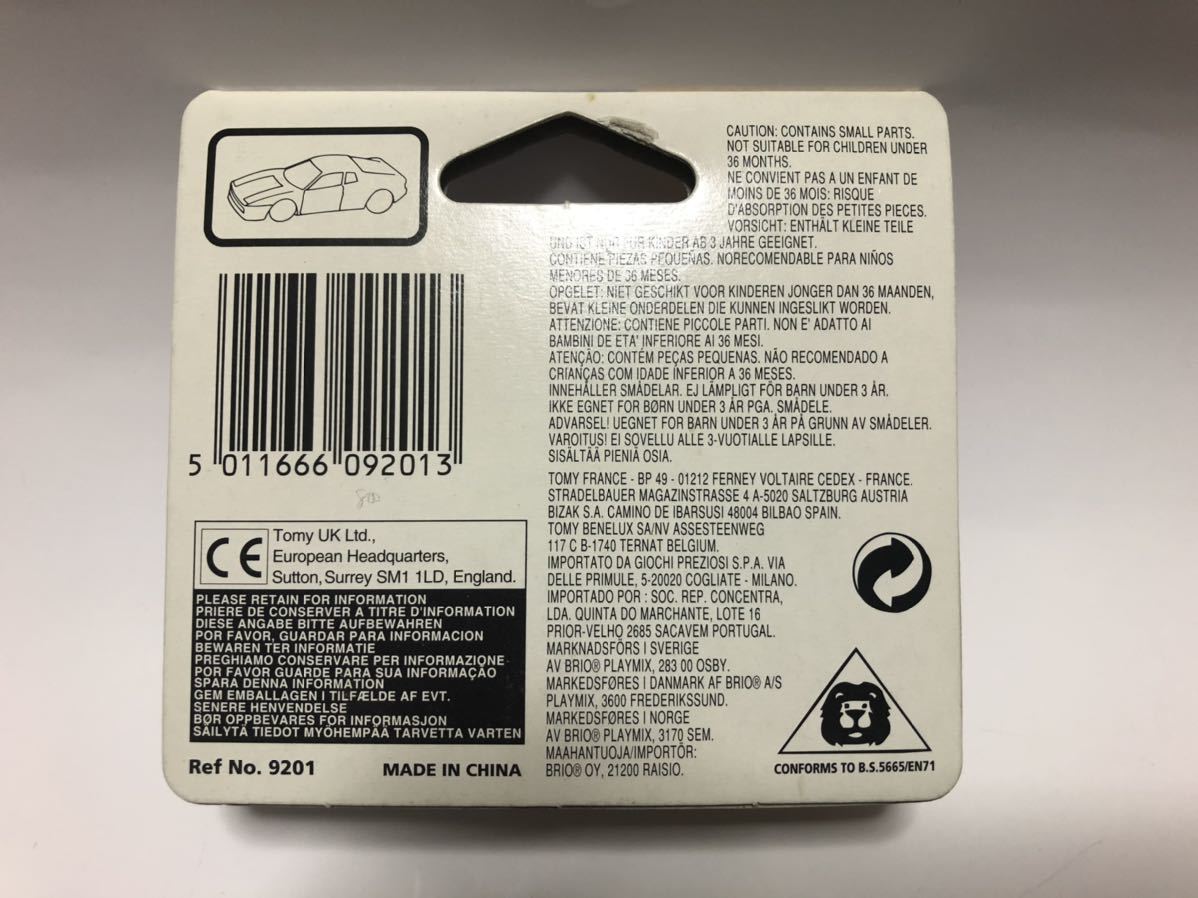 CAUTION: CONTAINS SMALL PARTS.
NOT SUITABLE FOR CHILDREN UNDER
36 MONTHS.
NE CONVIENT PAS A UN ENFANT DE
MOINS DE 36 MOIS: RISQUE
D'ABSORPTION DES PETITES PIECES.
VORSICHT: ENTHÄLT KLEINE TEILE
UND IST NUR FUR KINDER AB 3 JAHRE GEEIGNET.
CONTIENE PIEZAS PEQUEÑAS. NORECOMENDABLE PARA NIÑOS
MENORES DE 36 MESES.
OPGELET: NIET GESCHIKT VOOR KINDEREN JONGER DAN 36 MAANDEN,
BEVAT KLEINE ONDERDELEN DIE KUNNEN INGESLIKT WORDEN.
ATTENZIONE: CONTIENE PICCOLE PARTI. NON E' ADATTO AI
BAMBINI DE ETA' INFERIORE AI 36 MESI.
ATENÇÃO: CONTÉM PEÇAS PEQUENAS. NÃO RECOMENDADO A
CRIANÇAS COM IDADE INFERIOR A 36 MESES.
INNEHÅLLER SMÅDELAR. EJ LÄMPLIGT FÖR BARN UNDER 3 ÅR.
IKKE EGNET FOR BØRN UNDER 3 ÅR PGA. SMÅDELE.
ADVARSEL! UEGNET FOR BARN UNDER 3 ÅR PÅ GRUNN AV SMÅDELER.
VAROITUS! EI SOVELLU ALLE 3-VUOTIALLE LAPSILLE.
SISÄLTÄÄ PIENIÄ OSIA.
5 011666 092013
TOMY FRANCE - BP 49 - 01212 FERNEY VOLTAIRE CEDEX - FRANCE.
STRADELBAUER MAGAZINSTRASSE 4 A-5020 SALTZBURG AUSTRIA
BIZAK S.A. CAMINO DE IBARSUSI 48004 BILBAO SPAIN.
TOMY BENELUX SA/NV ASSESTEENWEG
117 C B-1740 TERNAT BELGIUM.
IMPORTATO DA GIOCHI PREZIOSI S.P.A. VIA
DELLE PRIMULE, 5-20020 COGLIATE - MILANO.
IMPORTADO POR : SOC. REP. CONCENTRA,
LDA. QUINTA DO MARCHANTE, LOTE 16
PRIOR-VELHO 2685 SACAVEM PORTUGAL.
MARKNADSFÖRS I SVERIGE
AV BRIO® PLAYMIX, 283 00 OSBY.
MARKEDSFØRES I DANMARK AF BRIO® A/S
PLAYMIX, 3600 FREDERIKSSUND.
MARKEDSFØRES I NORGE
AV BRIO® PLAYMIX, 3170 SEM.
MAAHANTUOJA/IMPORTÖR:
BRIO® OY, 21200 RAISIO.
CE
Tomy UK Ltd.,
European Headquarters,
Sutton, Surrey SM1 1LD, England.
PLEASE RETAIN FOR INFORMATION
PRIERE DE CONSERVER A TITRE D'INFORMATION
DIESE ANGABE BITTE AUFBEWAHREN
POR FAVOR, GUARDAR PARA INFORMACION
BEWAREN TER INFORMATIE
PREGHIAMO CONSERVARE PER INFORMAZIONE
POR FAVOR GUARDE PARA SUA INFORMAÇÃO
SPARA DENNA INFORMATION
GEM EMBALLAGEN I TILFÆLDE AF EVT.
SENERE HENVENDELSE
BØR OPPBEVARES FOR INFORMASJON
SÄILYTÄ TIEDOT MYÖHEMPÄÄ TARVETTA VARTEN
Ref No. 9201
MADE IN CHINA
CONFORMS TO B.S.5665/EN71